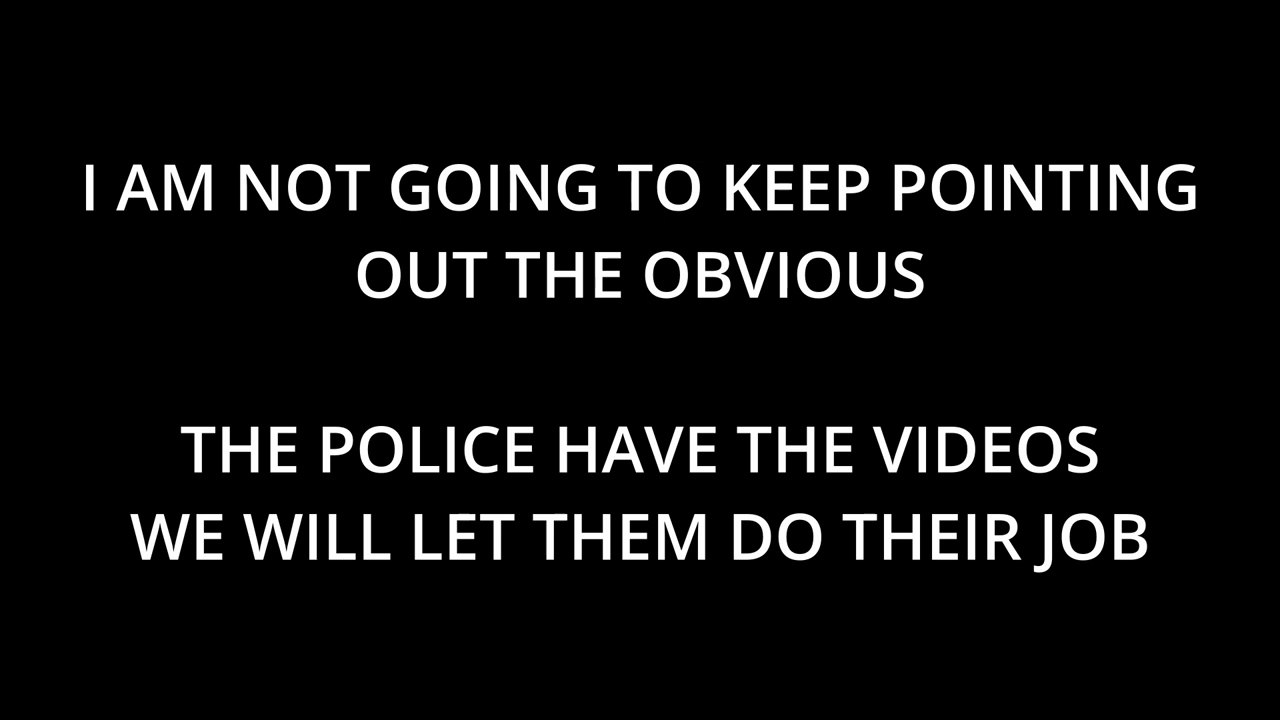 I AM NOT GOING TO KEEP POINTING
OUT THE OBVIOUS
THE POLICE HAVE THE VIDEOS
WE WILL LET THEM DO THEIR JOB